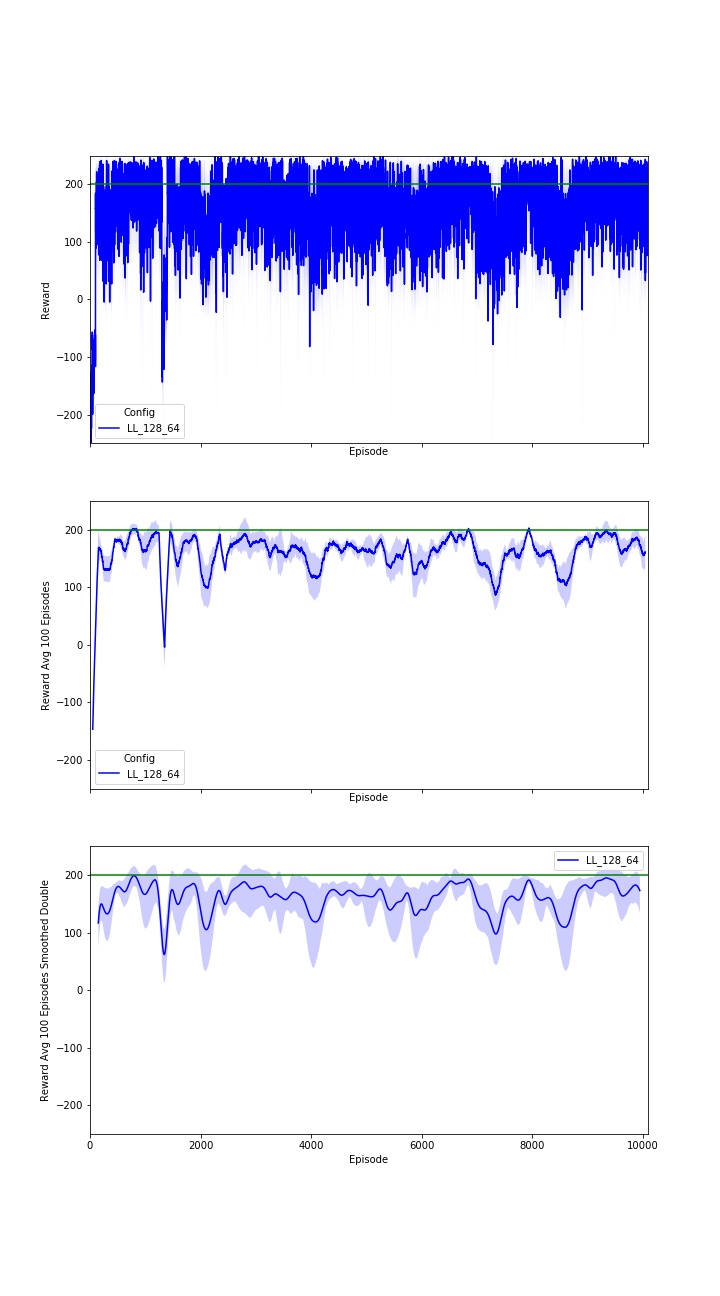 200
100
0
−100
−200
Reward
Config
LL_128_64
Episode
200
100
0
−100
−200
Reward Avg 100 Episodes
Config
LL_128_64
Episode
LL_128_64
200
100
0
−100
−200
Reward Avg 100 Episodes Smoothed Double
0 2000 4000 6000 8000 10000
Episode